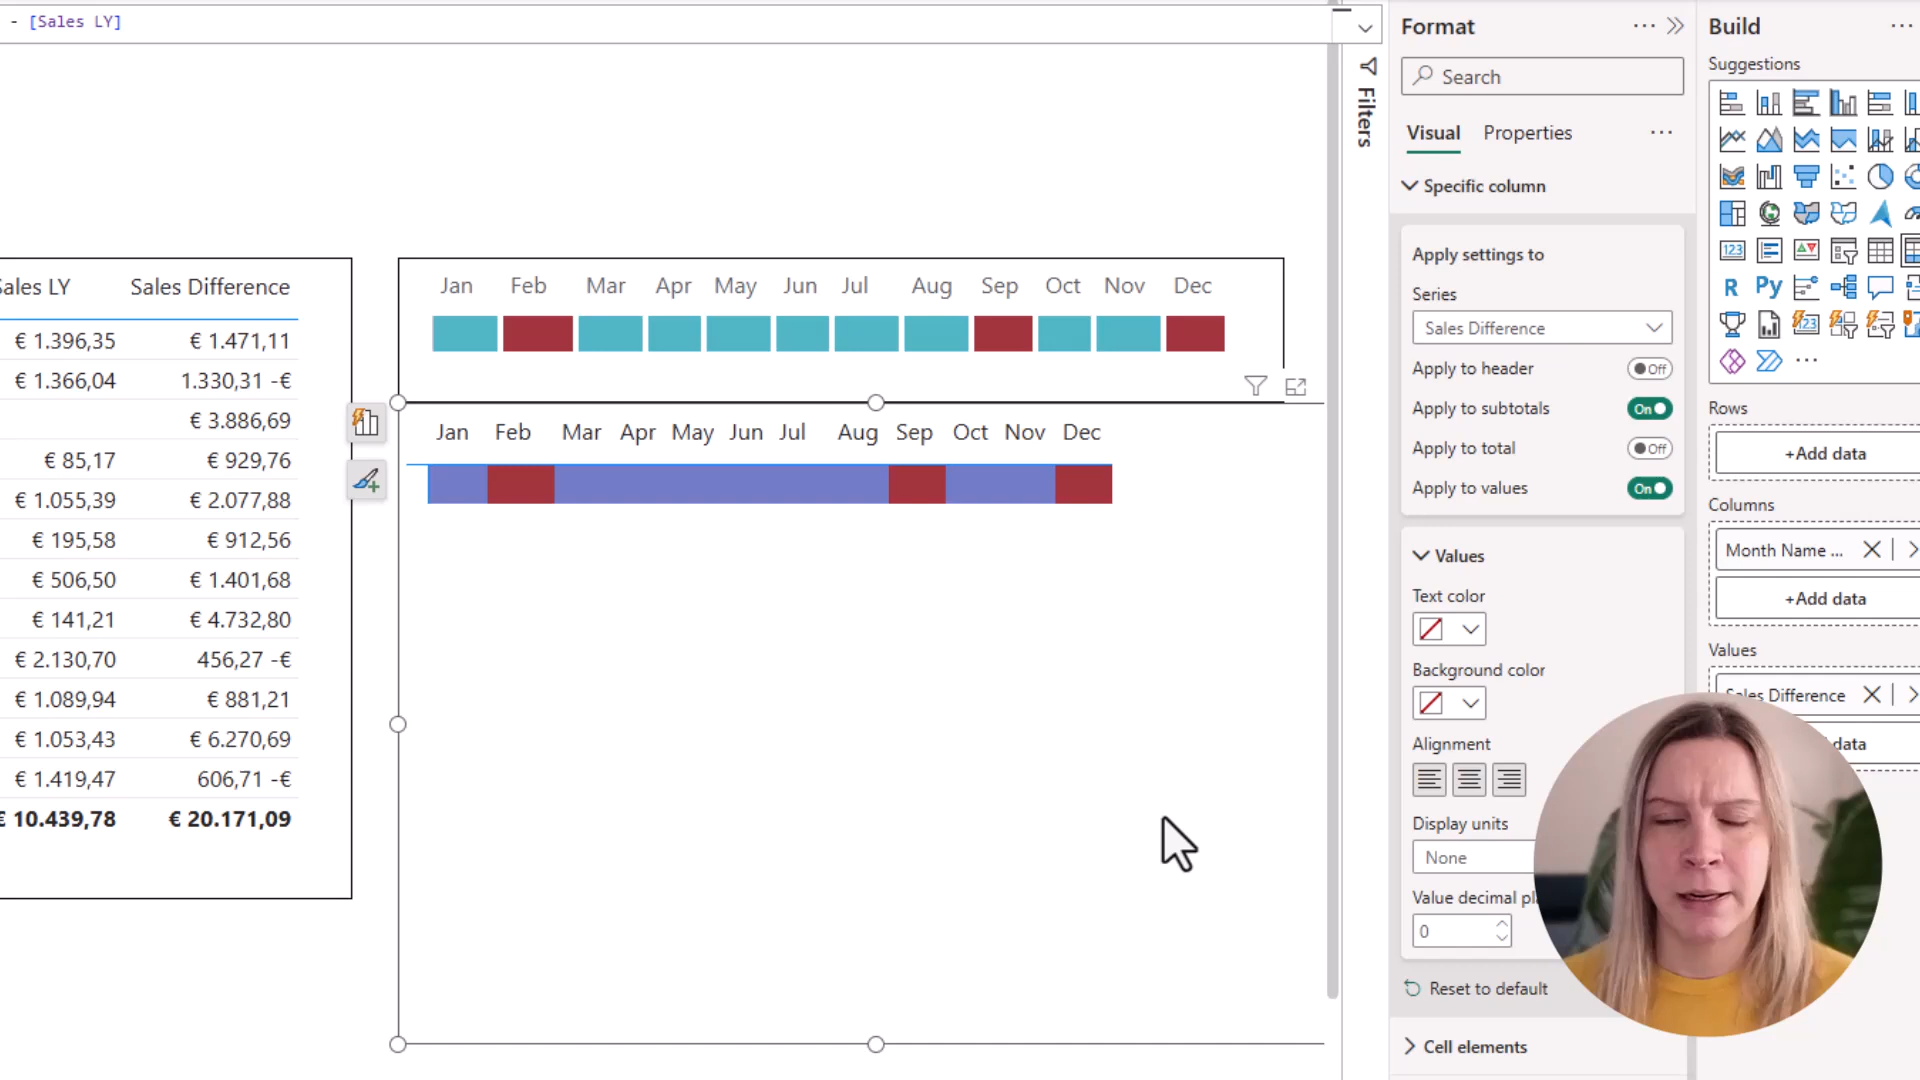 - [Sales LY]
Sales LY Sales Difference
€ 1.396,35 € 1.471,11
€ 1.366,04 1.330,31 -€
€ 3.886,69
€ 85,17 € 929,76
€ 1.055,39 € 2.077,88
€ 195,58 € 912,56
€ 506,50 € 1.401,68
€ 141,21 € 4.732,80
€ 2.130,70 456,27 -€
€ 1.089,94 € 881,21
€ 1.053,43 € 6.270,69
€ 1.419,47 606,71 -€
€ 10.439,78 € 20.171,09
Jan Feb Mar Apr May Jun Jul Aug Sep Oct Nov Dec
Jan Feb Mar Apr May Jun Jul Aug Sep Oct Nov Dec
Filters
Format
Search
Visual Properties
Specific column
Apply settings to
Series
Sales Difference
Apply to header Off
Apply to subtotals On
Apply to total Off
Apply to values On
Values
Text color
Background color
Alignment
Display units
None
Value decimal pl
0
Reset to default
Cell elements
Build
Suggestions
123
R Py
123
Rows
+Add data
Columns
Month Name ...
+Add data
Values
Sales Difference
data